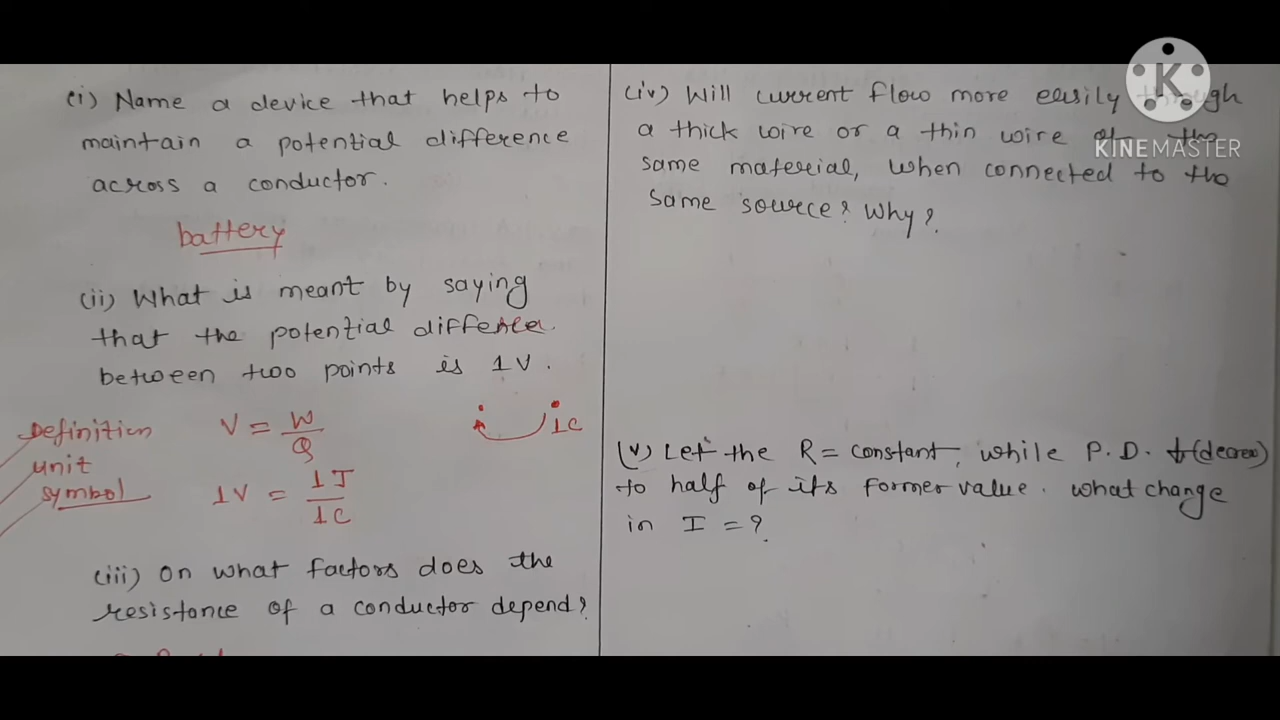 (i) Name a device that helps to
maintain a potential difference
across a conductor.
battery
(ii) What is meant by saying
that the potential differnce
between two points is 1V.
Definition
unit
symbol
V = W/Q
1V = 1J/1C
1C
(iii) On what factors does the
resistance of a conductor depend?
(iv) Will current flow more easily through
a thick wire or a thin wire of the
same material, when connected to the
same source? Why?
(v) Let the R = constant, while P.D. ↓(decrea)
to half of its former value. what change
in I = ?
K
KINEMASTER